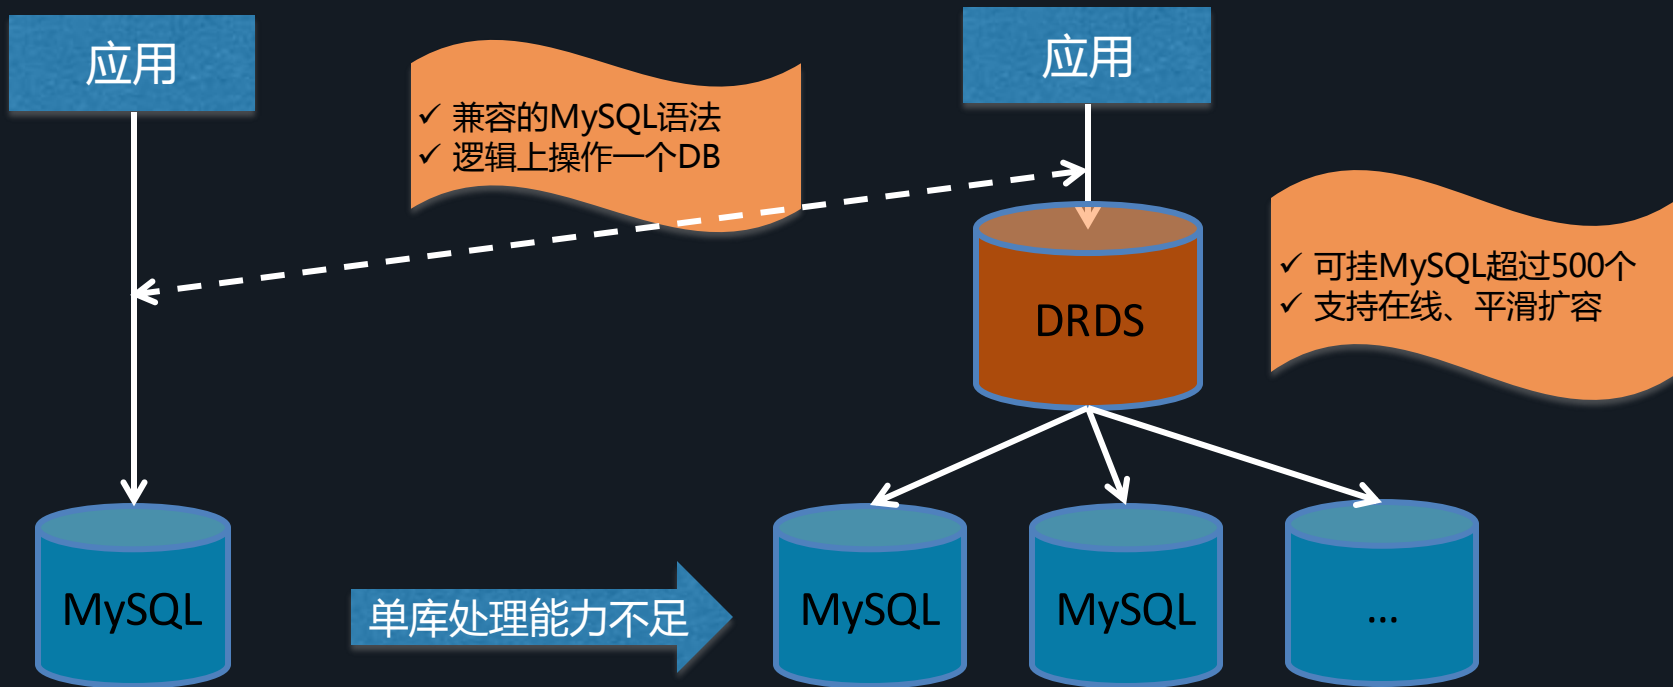 应用
应用
✓ 兼容的MySQL语法
✓ 逻辑上操作一个DB
✓ 可挂MySQL超过500个
✓ 支持在线、平滑扩容
DRDS
MySQL
单库处理能力不足
MySQL
MySQL
...